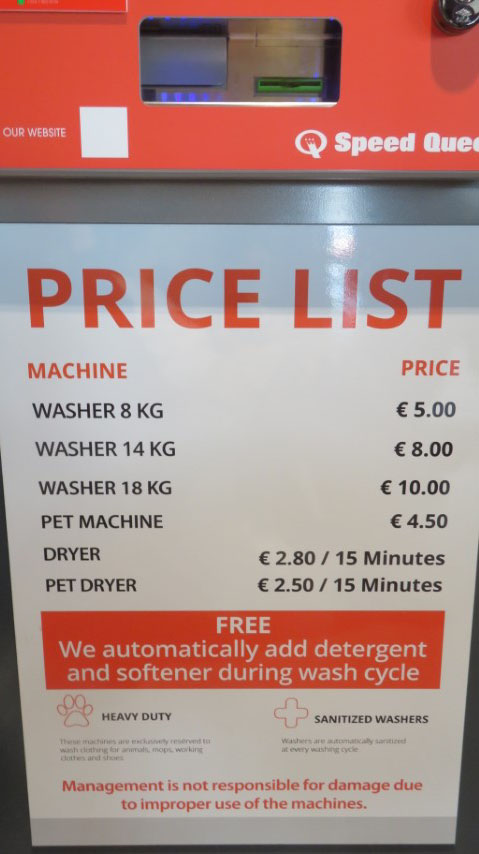 OUR WEBSITE
Speed Quee
PRICE LIST
MACHINE PRICE
WASHER 8 KG € 5.00
WASHER 14 KG € 8.00
WASHER 18 KG € 10.00
PET MACHINE € 4.50
DRYER € 2.80 / 15 Minutes
PET DRYER € 2.50 / 15 Minutes
FREE
We automatically add detergent
and softener during wash cycle
HEAVY DUTY
These machines are exclusively reserved to
wash clothing for animals, mops, working
clothes and shoes
SANITIZED WASHERS
Washers are automatically sanitized
at every washing cycle
Management is not responsible for damage due
to improper use of the machines.